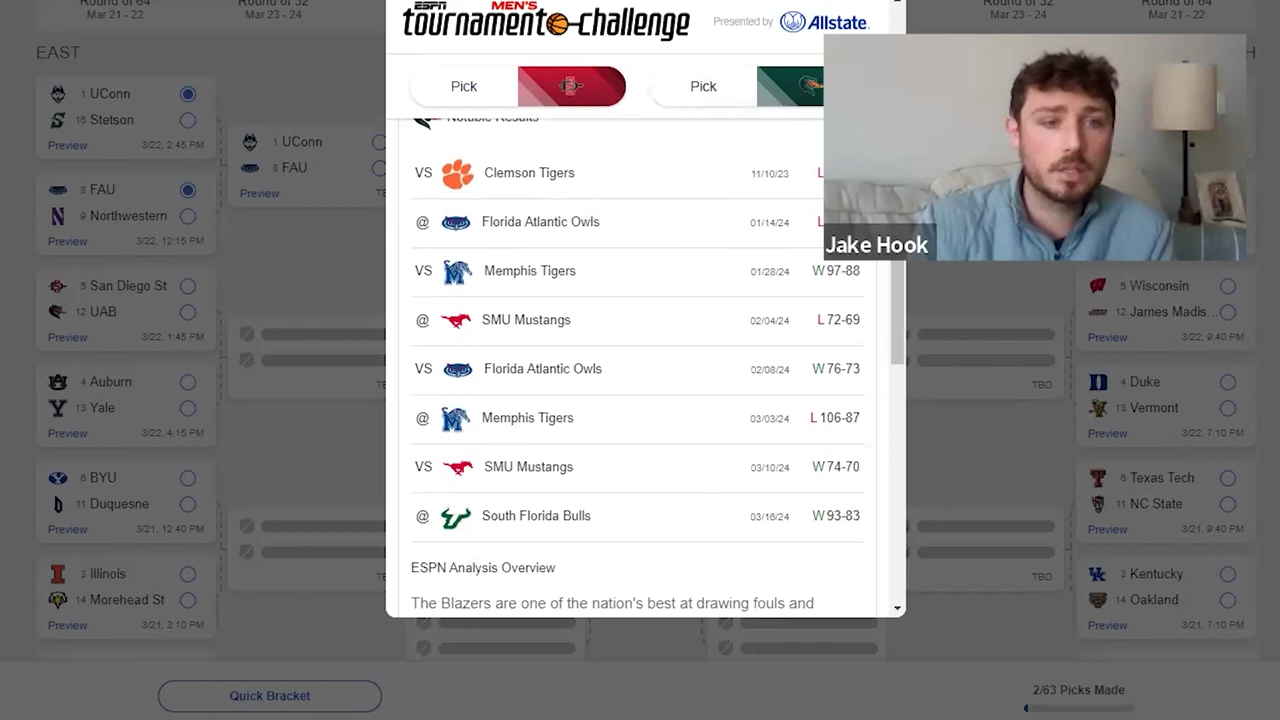 Round of 64
Mar 21 - 22
Round of 32
Mar 23 - 24
ESPN MEN'S
tournament challenge
Presented by Allstate.
Round of 32
Mar 23 - 24
Round of 64
Mar 21 - 22
EAST
H
Pick
Pick
1 UConn
16 Stetson
Preview 3/22, 2:45 PM
1 UConn
8 FAU
Preview
8 FAU
9 Northwestern
Preview 3/22, 12:15 PM
5 San Diego St
12 UAB
Preview 3/22, 1:45 PM
4 Auburn
13 Yale
Preview 3/22, 4:15 PM
6 BYU
11 Duquesne
Preview 3/21, 12:40 PM
3 Illinois
14 Morehead St
Preview 3/21, 3:10 PM
Notable Results
VS Clemson Tigers 11/10/23 L
@ Florida Atlantic Owls 01/14/24 L
VS Memphis Tigers 01/28/24 W 97-88
@ SMU Mustangs 02/04/24 L 72-69
VS Florida Atlantic Owls 02/08/24 W 76-73
@ Memphis Tigers 03/03/24 L 106-87
VS SMU Mustangs 03/10/24 W 74-70
@ South Florida Bulls 03/16/24 W 93-83
ESPN Analysis Overview
The Blazers are one of the nation's best at drawing fouls and
Jake Hook
TBD
TBD
5 Wisconsin
12 James Madis...
Preview 3/22, 9:40 PM
4 Duke
13 Vermont
Preview 3/22, 7:10 PM
6 Texas Tech
11 NC State
Preview 3/21, 9:40 PM
3 Kentucky
14 Oakland
Preview 3/21, 7:10 PM
Quick Bracket
2/63 Picks Made